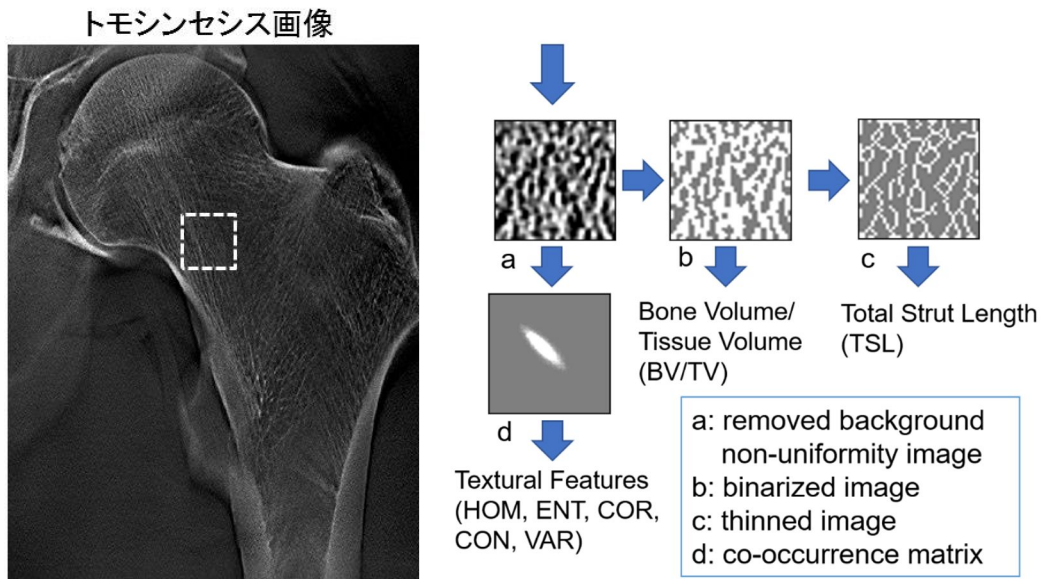 トモシンセシス画像
a
b
c
Bone Volume/
Tissue Volume
(BV/TV)
Total Strut Length
(TSL)
d
Textural Features
(HOM, ENT, COR,
CON, VAR)
a: removed background
non-uniformity image
b: binarized image
c: thinned image
d: co-occurrence matrix